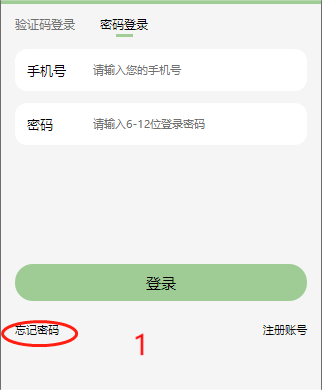 验证码登录 密码登录
手机号 请输入您的手机号
密码 请输入6-12位登录密码
登录
忘记密码 注册账号
1